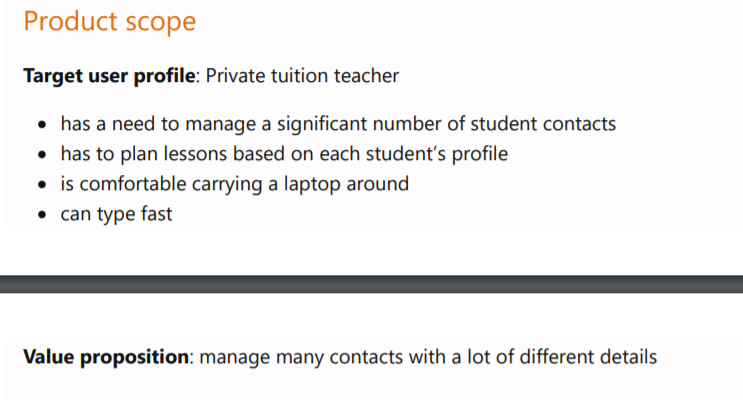 Product scope
Target user profile: Private tuition teacher
• has a need to manage a significant number of student contacts
• has to plan lessons based on each student's profile
• is comfortable carrying a laptop around
• can type fast
Value proposition: manage many contacts with a lot of different details